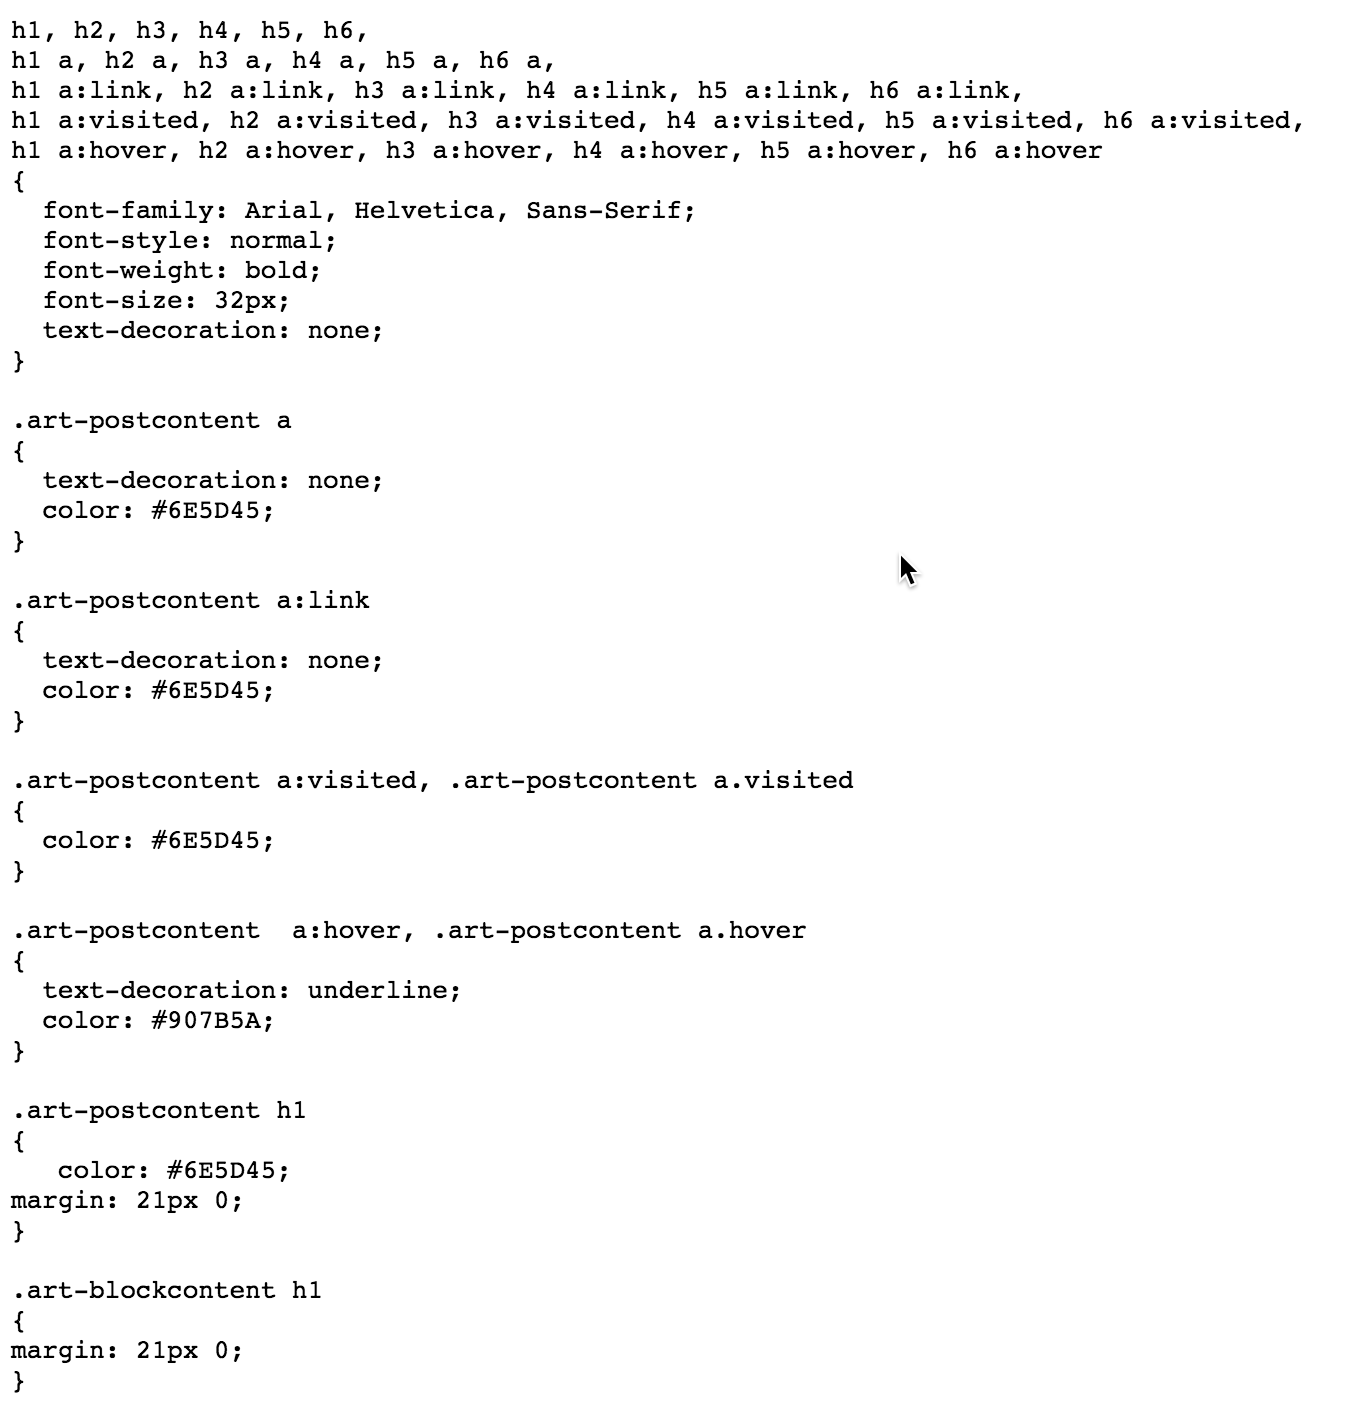 h1, h2, h3, h4, h5, h6,
h1 a, h2 a, h3 a, h4 a, h5 a, h6 a,
h1 a:link, h2 a:link, h3 a:link, h4 a:link, h5 a:link, h6 a:link,
h1 a:visited, h2 a:visited, h3 a:visited, h4 a:visited, h5 a:visited, h6 a:visited,
h1 a:hover, h2 a:hover, h3 a:hover, h4 a:hover, h5 a:hover, h6 a:hover
{
  font-family: Arial, Helvetica, Sans-Serif;
  font-style: normal;
  font-weight: bold;
  font-size: 32px;
  text-decoration: none;
}

.art-postcontent a
{
  text-decoration: none;
  color: #6E5D45;
}

.art-postcontent a:link
{
  text-decoration: none;
  color: #6E5D45;
}

.art-postcontent a:visited, .art-postcontent a.visited
{
  color: #6E5D45;
}

.art-postcontent  a:hover, .art-postcontent a.hover
{
  text-decoration: underline;
  color: #907B5A;
}

.art-postcontent h1
{
   color: #6E5D45;
margin: 21px 0;
}

.art-blockcontent h1
{
margin: 21px 0;
}